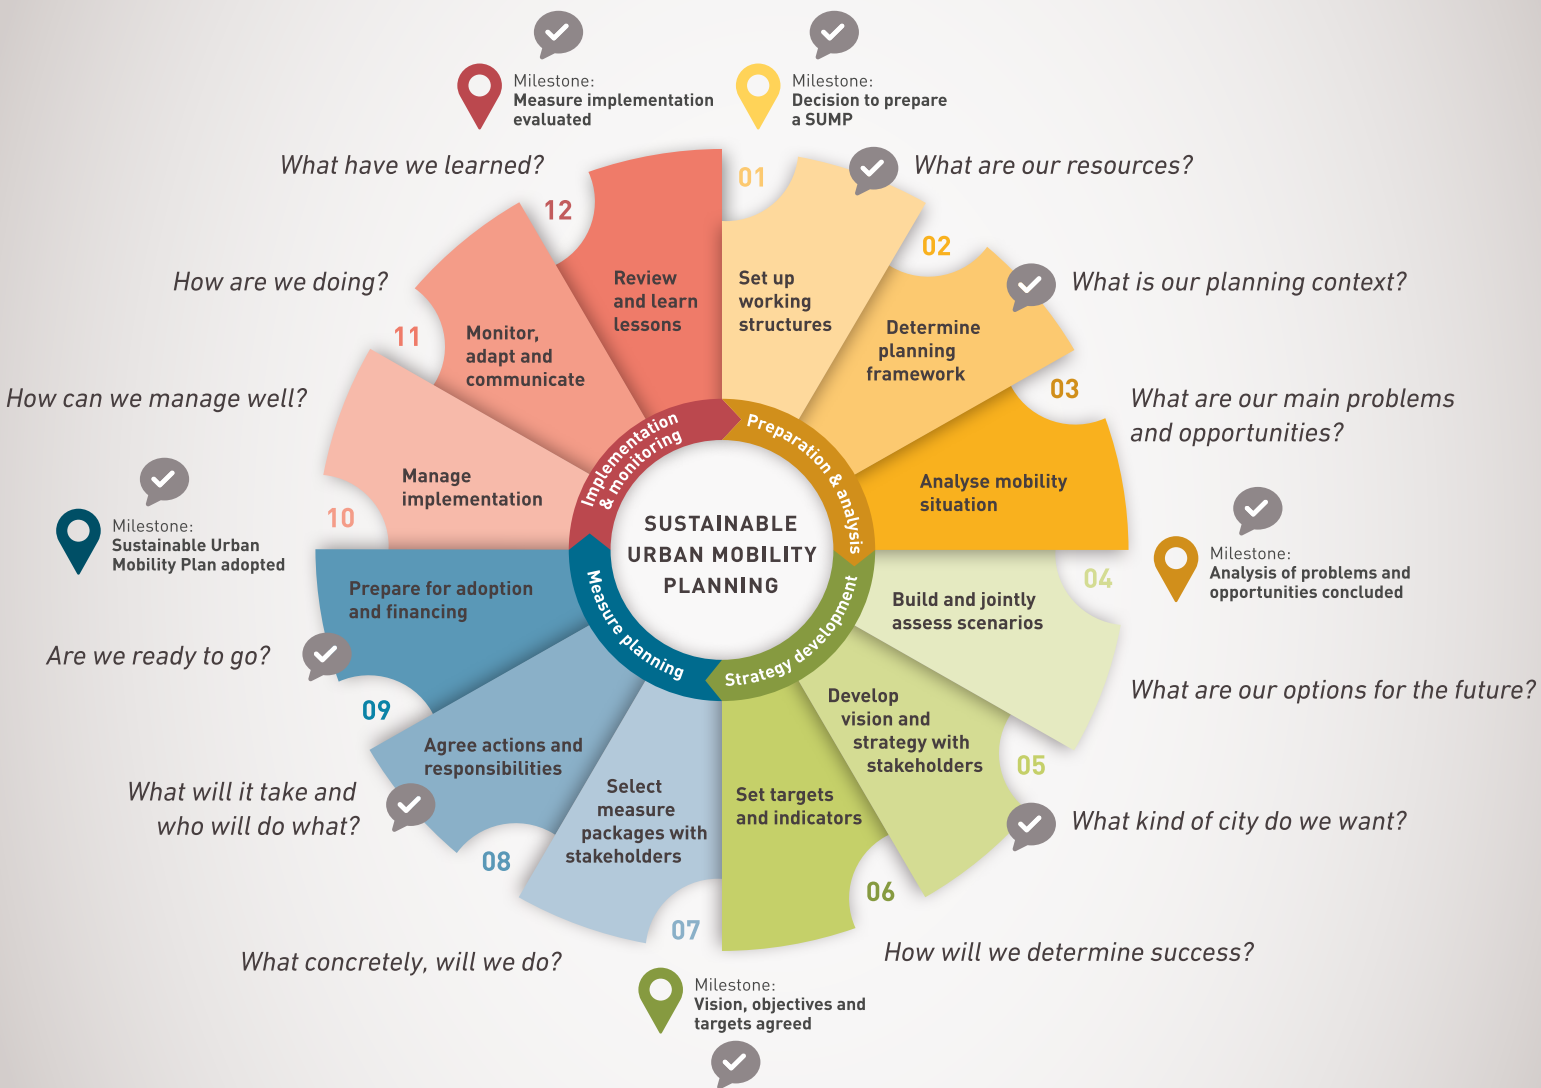 Milestone:
Measure implementation
evaluated
Milestone:
Decision to prepare
a SUMP
What have we learned?
What are our resources?
01
12
02
How are we doing?
What is our planning context?
Review
and learn
lessons
Set up
working
structures
11
Monitor,
adapt and
communicate
Determine
planning
framework
03
How can we manage well?
What are our main problems
and opportunities?
Implementation
& monitoring
Preparation & analysis
Manage
implementation
Analyse mobility
situation
10
Milestone:
Sustainable Urban
Mobility Plan adopted
SUSTAINABLE
URBAN MOBILITY
PLANNING
Milestone:
Analysis of problems and
opportunities concluded
04
Prepare for adoption
and financing
Build and jointly
assess scenarios
Measure planning
Strategy development
Are we ready to go?
What are our options for the future?
09
Agree actions and
responsibilities
Develop
vision and
strategy with
stakeholders
05
What will it take and
who will do what?
Select
measure
packages with
stakeholders
Set targets
and indicators
What kind of city do we want?
08
06
07
What concretely, will we do?
How will we determine success?
Milestone:
Vision, objectives and
targets agreed